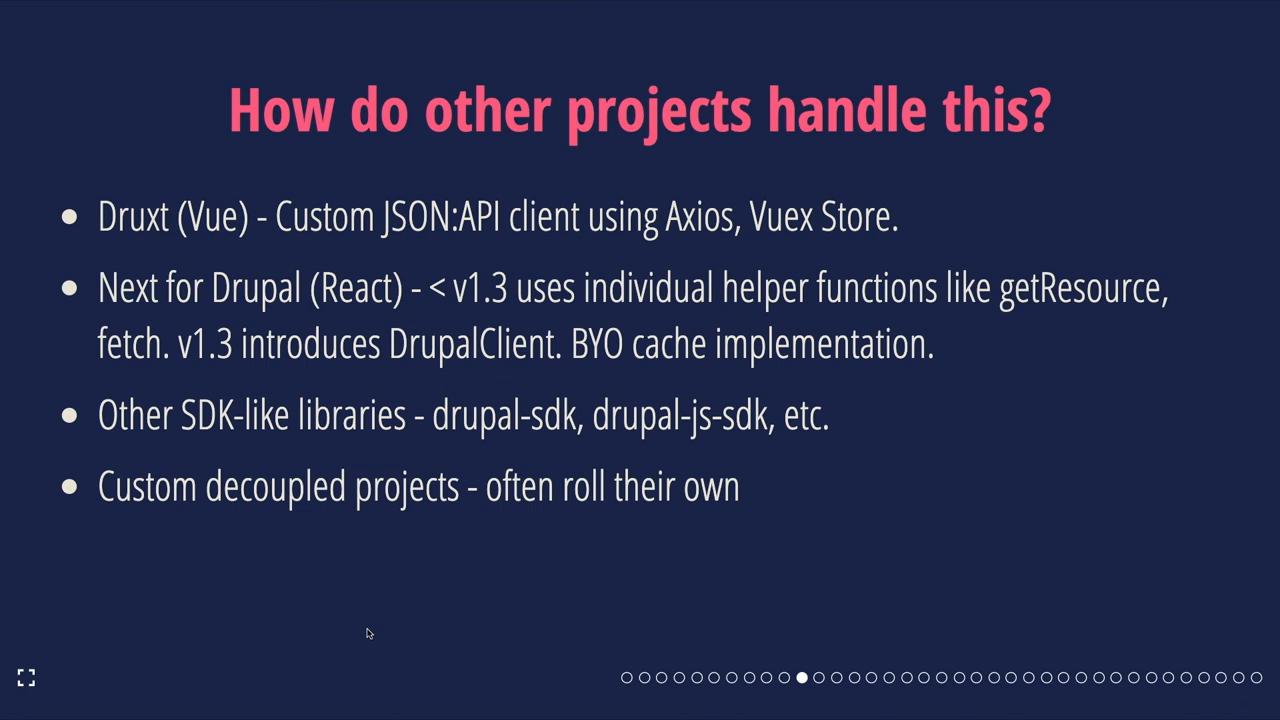 How do other projects handle this?
Druxt (Vue) - Custom JSON:API client using Axios, Vuex Store.
Next for Drupal (React) - < v1.3 uses individual helper functions like getResource,
fetch. v1.3 introduces DrupalClient. BYO cache implementation.
Other SDK-like libraries - drupal-sdk, drupal-js-sdk, etc.
Custom decoupled projects - often roll their own